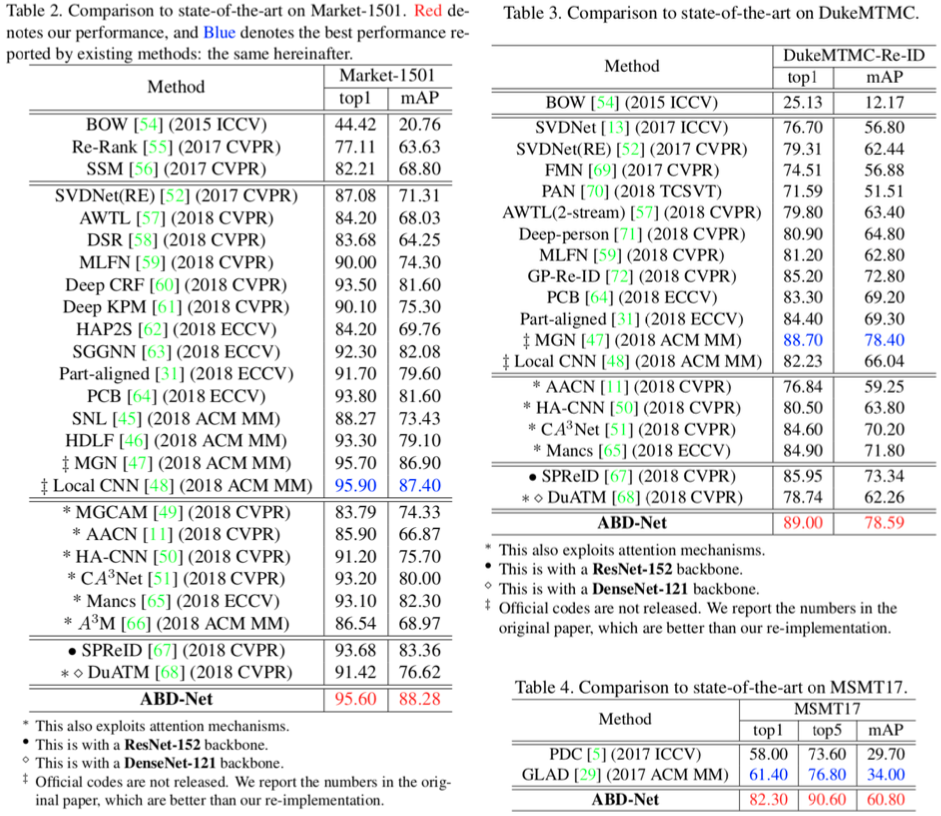 Table 2. Comparison to state-of-the-art on Market-1501. Red de-
notes our performance, and Blue denotes the best performance re-
ported by existing methods: the same hereinafter.
Method Market-1501
top1 mAP
BOW [54] (2015 ICCV) 44.42 20.76
Re-Rank [55] (2017 CVPR) 77.11 63.63
SSM [56] (2017 CVPR) 82.21 68.80
SVDNet(RE) [52] (2017 CVPR) 87.08 71.31
AWTL [57] (2018 CVPR) 84.20 68.03
DSR [58] (2018 CVPR) 83.68 64.25
MLFN [59] (2018 CVPR) 90.00 74.30
Deep CRF [60] (2018 CVPR) 93.50 81.60
Deep KPM [61] (2018 CVPR) 90.10 75.30
HAP2S [62] (2018 ECCV) 84.20 69.76
SGGNN [63] (2018 ECCV) 92.30 82.08
Part-aligned [31] (2018 ECCV) 91.70 79.60
PCB [64] (2018 ECCV) 93.80 81.60
SNL [45] (2018 ACM MM) 88.27 73.43
HDLF [46] (2018 ACM MM) 93.30 79.10
‡ MGN [47] (2018 ACM MM) 95.70 86.90
‡ Local CNN [48] (2018 ACM MM) 95.90 87.40
* MGCAM [49] (2018 CVPR) 83.79 74.33
* AACN [11] (2018 CVPR) 85.90 66.87
* HA-CNN [50] (2018 CVPR) 91.20 75.70
* CA³Net [51] (2018 CVPR) 93.20 80.00
* Mancs [65] (2018 ECCV) 93.10 82.30
* A³M [66] (2018 ACM MM) 86.54 68.97
● SPReID [67] (2018 CVPR) 93.68 83.36
* ⋄ DuATM [68] (2018 CVPR) 91.42 76.62
ABD-Net 95.60 88.28
* This also exploits attention mechanisms.
● This is with a ResNet-152 backbone.
⋄ This is with a DenseNet-121 backbone.
‡ Official codes are not released. We report the numbers in the orig-
inal paper, which are better than our re-implementation.
Table 3. Comparison to state-of-the-art on DukeMTMC.
Method DukeMTMC-Re-ID
top1 mAP
BOW [54] (2015 ICCV) 25.13 12.17
SVDNet [13] (2017 ICCV) 76.70 56.80
SVDNet(RE) [52] (2017 CVPR) 79.31 62.44
FMN [69] (2017 CVPR) 74.51 56.88
PAN [70] (2018 TCSVT) 71.59 51.51
AWTL(2-stream) [57] (2018 CVPR) 79.80 63.40
Deep-person [71] (2018 CVPR) 80.90 64.80
MLFN [59] (2018 CVPR) 81.20 62.80
GP-Re-ID [72] (2018 CVPR) 85.20 72.80
PCB [64] (2018 ECCV) 83.30 69.20
Part-aligned [31] (2018 ECCV) 84.40 69.30
‡ MGN [47] (2018 ACM MM) 88.70 78.40
‡ Local CNN [48] (2018 ACM MM) 82.23 66.04
* AACN [11] (2018 CVPR) 76.84 59.25
* HA-CNN [50] (2018 CVPR) 80.50 63.80
* CA³Net [51] (2018 CVPR) 84.60 70.20
* Mancs [65] (2018 ECCV) 84.90 71.80
● SPReID [67] (2018 CVPR) 85.95 73.34
* ⋄ DuATM [68] (2018 CVPR) 78.74 62.26
ABD-Net 89.00 78.59
* This also exploits attention mechanisms.
● This is with a ResNet-152 backbone.
⋄ This is with a DenseNet-121 backbone.
‡ Official codes are not released. We report the numbers in the
original paper, which are better than our re-implementation.
Table 4. Comparison to state-of-the-art on MSMT17.
Method MSMT17
top1 top5 mAP
PDC [5] (2017 ICCV) 58.00 73.60 29.70
GLAD [29] (2017 ACM MM) 61.40 76.80 34.00
ABD-Net 82.30 90.60 60.80